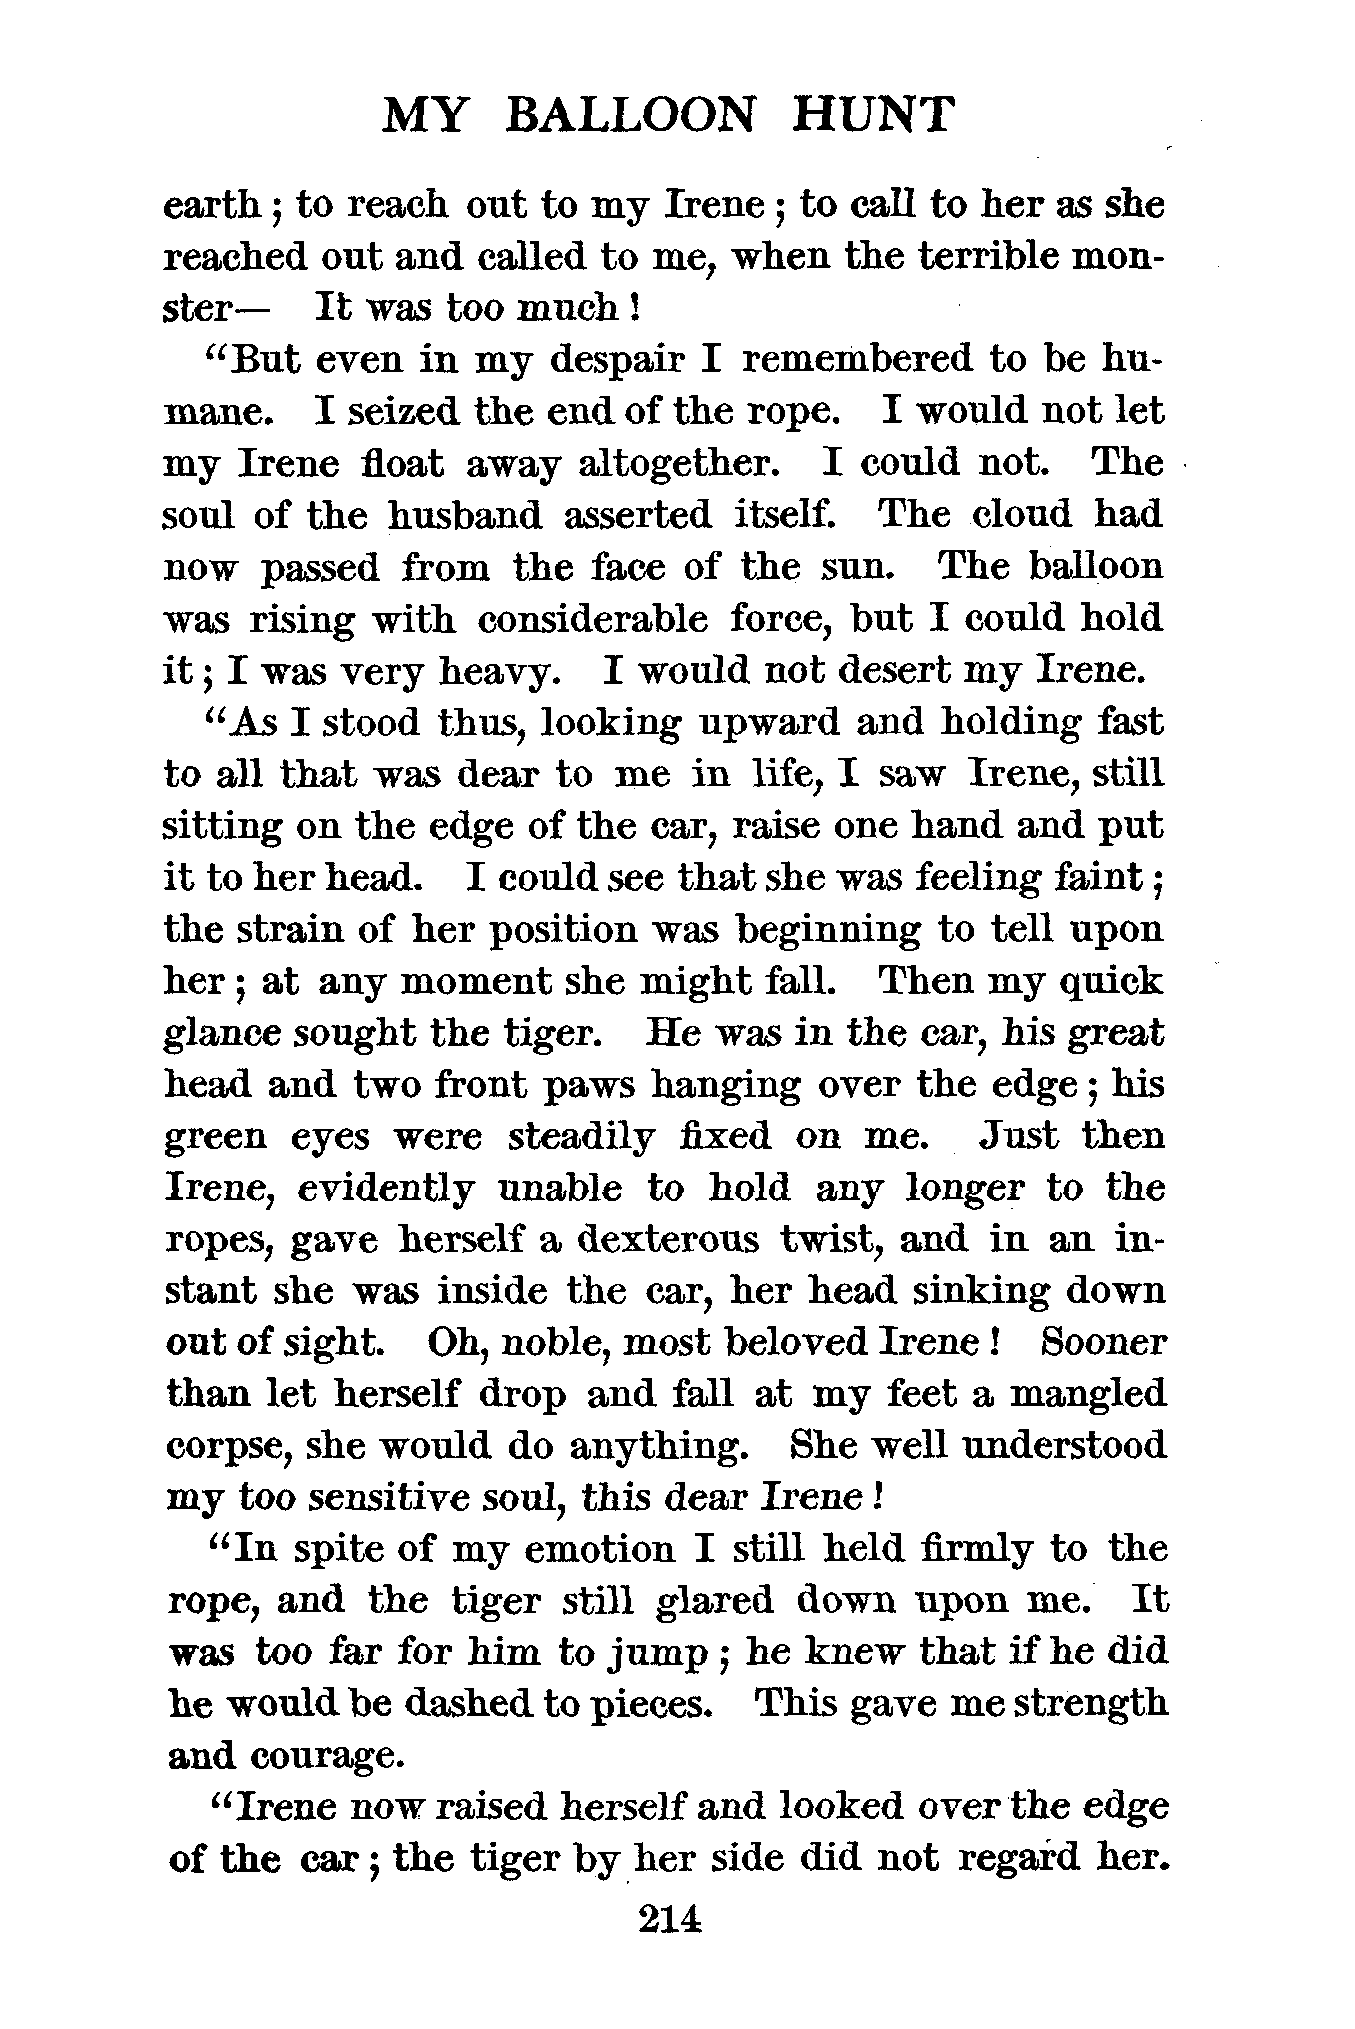 MY BALLOON HUNT
earth; to reach out to my Irene; to call to her as she
reached out and called to me, when the terrible mon-
ster— It was too much!
"But even in my despair I remembered to be hu-
mane. I seized the end of the rope. I would not let
my Irene float away altogether. I could not. The
soul of the husband asserted itself. The cloud had
now passed from the face of the sun. The balloon
was rising with considerable force, but I could hold
it; I was very heavy. I would not desert my Irene.
"As I stood thus, looking upward and holding fast
to all that was dear to me in life, I saw Irene, still
sitting on the edge of the car, raise one hand and put
it to her head. I could see that she was feeling faint;
the strain of her position was beginning to tell upon
her; at any moment she might fall. Then my quick
glance sought the tiger. He was in the car, his great
head and two front paws hanging over the edge; his
green eyes were steadily fixed on me. Just then
Irene, evidently unable to hold any longer to the
ropes, gave herself a dexterous twist, and in an in-
stant she was inside the car, her head sinking down
out of sight. Oh, noble, most beloved Irene! Sooner
than let herself drop and fall at my feet a mangled
corpse, she would do anything. She well understood
my too sensitive soul, this dear Irene!
"In spite of my emotion I still held firmly to the
rope, and the tiger still glared down upon me. It
was too far for him to jump; he knew that if he did
he would be dashed to pieces. This gave me strength
and courage.
"Irene now raised herself and looked over the edge
of the car; the tiger by her side did not regard her.
214